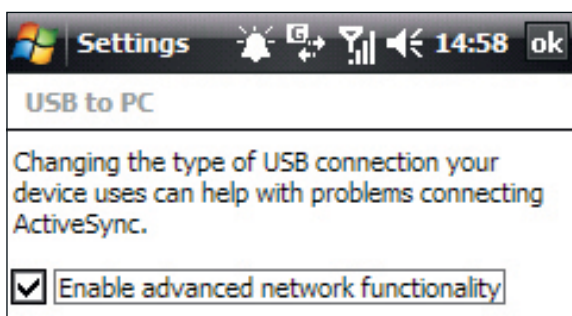 Settings G 14:58 ok
USB to PC
Changing the type of USB connection your
device uses can help with problems connecting
ActiveSync.
Enable advanced network functionality